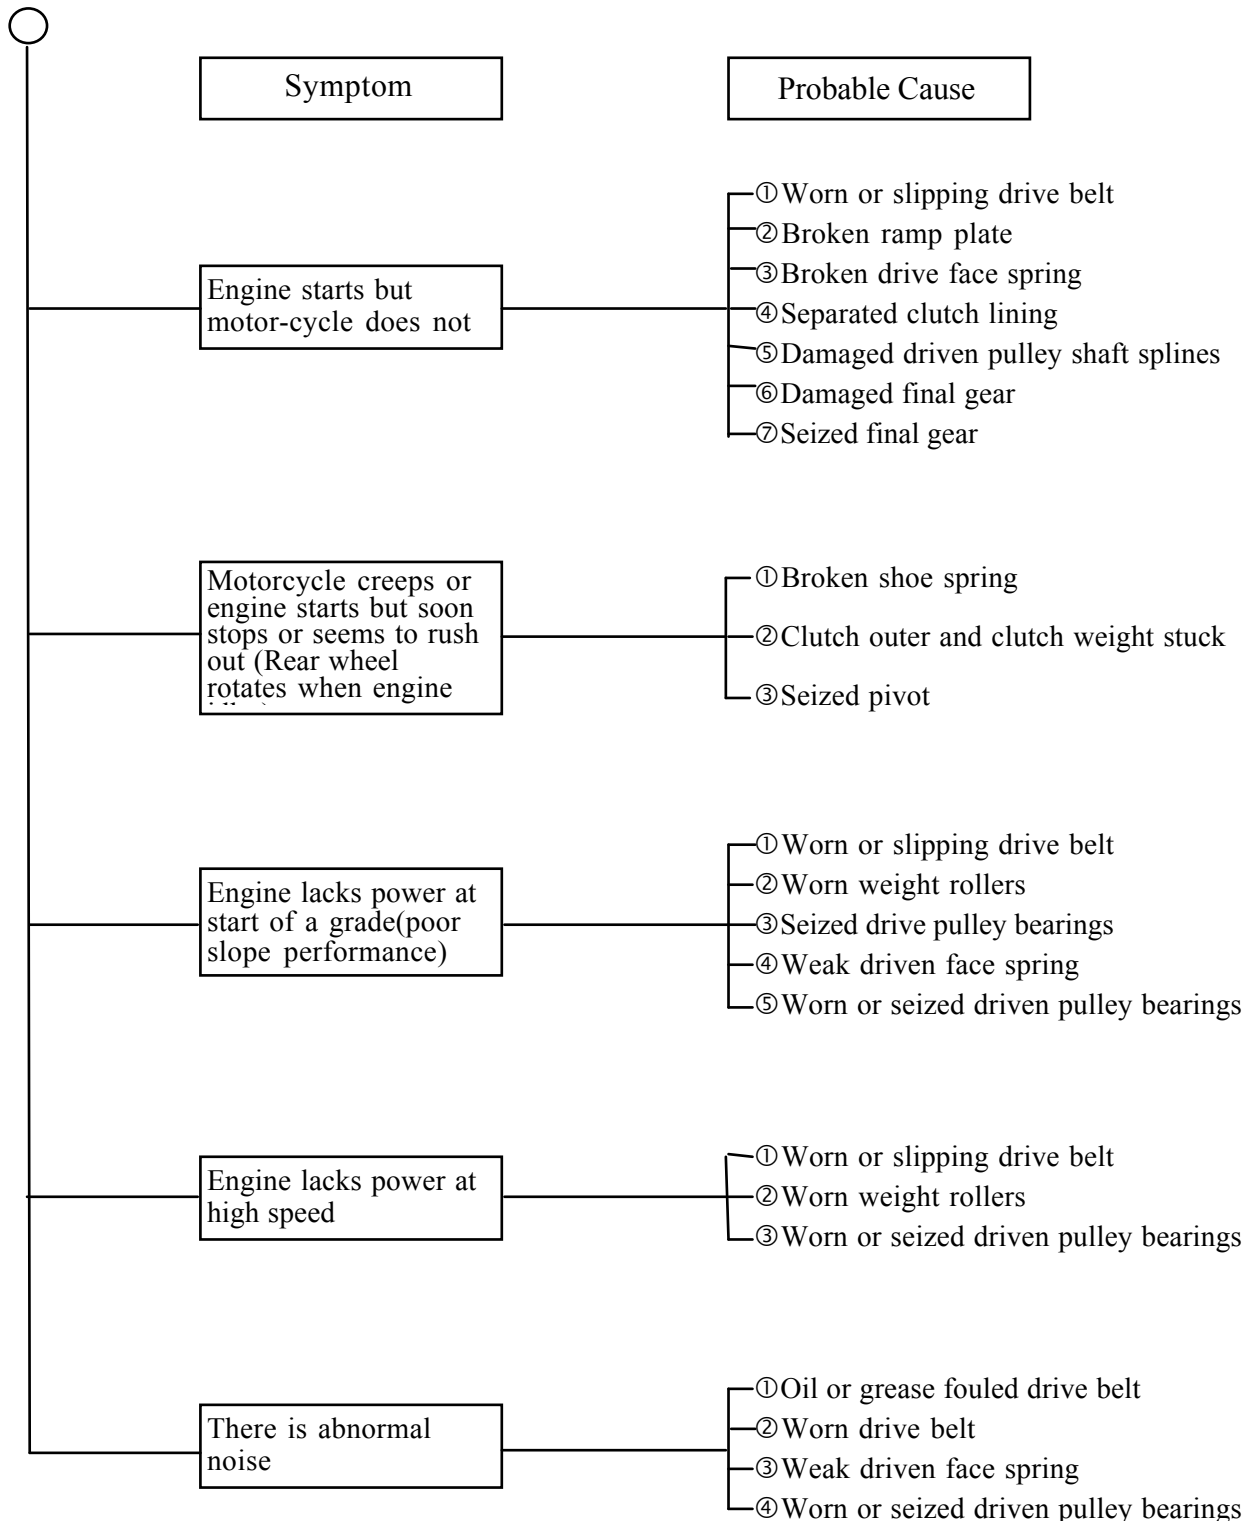 Symptom
Probable Cause
Engine starts but
motor-cycle does not
①Worn or slipping drive belt
②Broken ramp plate
③Broken drive face spring
④Separated clutch lining
⑤Damaged driven pulley shaft splines
⑥Damaged final gear
⑦Seized final gear
Motorcycle creeps or
engine starts but soon
stops or seems to rush
out (Rear wheel
rotates when engine
①Broken shoe spring
②Clutch outer and clutch weight stuck
③Seized pivot
Engine lacks power at
start of a grade(poor
slope performance)
①Worn or slipping drive belt
②Worn weight rollers
③Seized drive pulley bearings
④Weak driven face spring
⑤Worn or seized driven pulley bearings
Engine lacks power at
high speed
①Worn or slipping drive belt
②Worn weight rollers
③Worn or seized driven pulley bearings
There is abnormal
noise
①Oil or grease fouled drive belt
②Worn drive belt
③Weak driven face spring
④Worn or seized driven pulley bearings